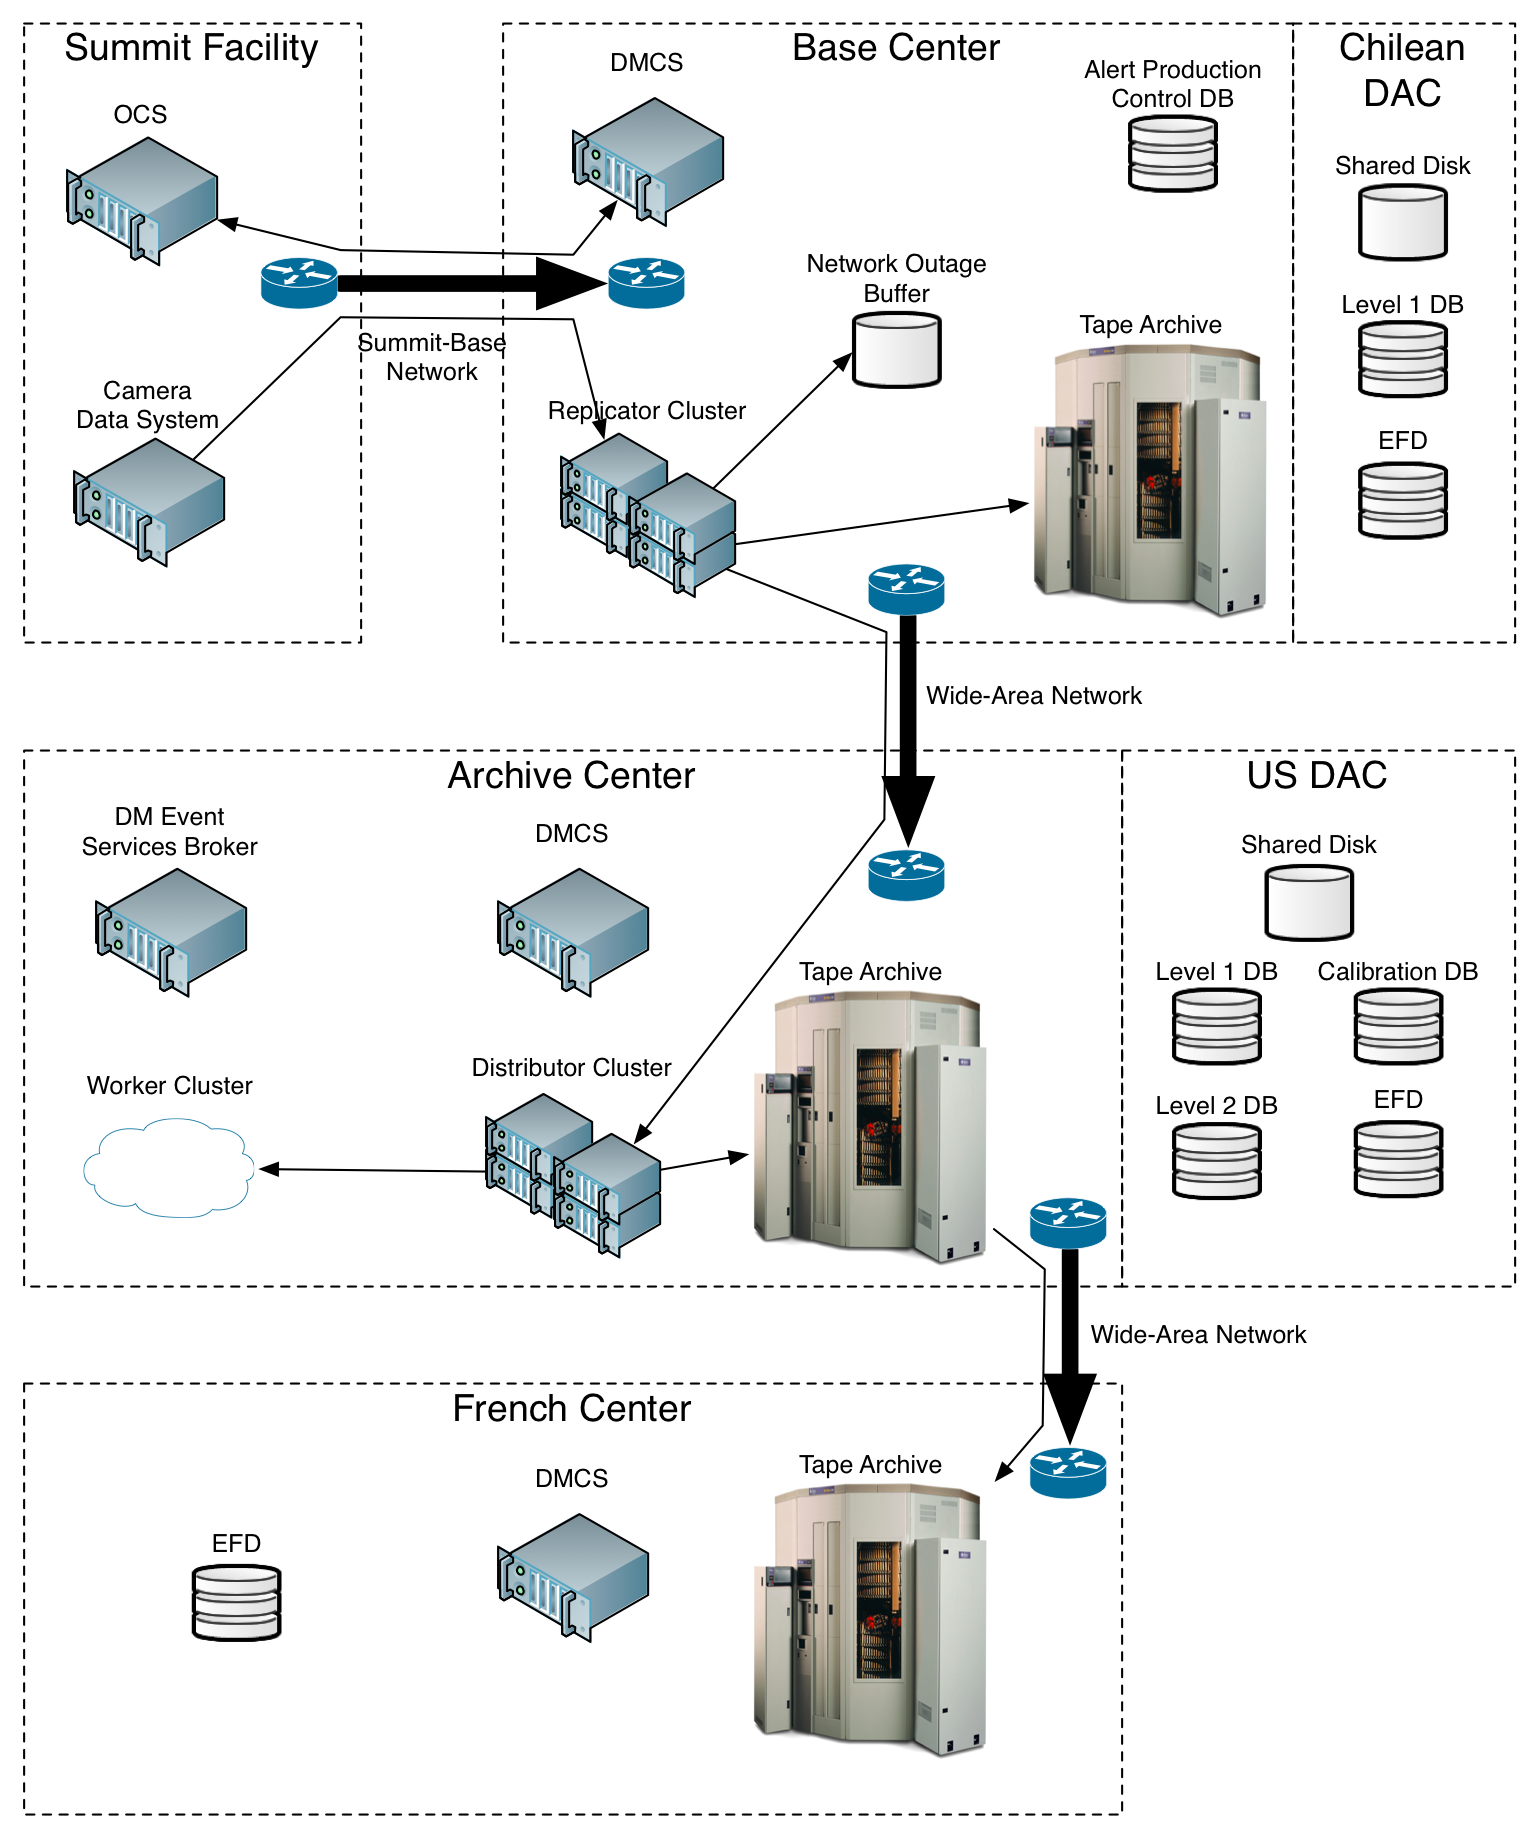 Summit Facility
OCS
Camera
Data System
Summit-Base
Network
Base Center
DMCS
Alert Production
Control DB
Network Outage
Buffer
Tape Archive
Replicator Cluster
Chilean
DAC
Shared Disk
Level 1 DB
EFD
Wide-Area Network
Archive Center
DM Event
Services Broker
DMCS
Worker Cluster
Distributor Cluster
Tape Archive
US DAC
Shared Disk
Level 1 DB
Calibration DB
Level 2 DB
EFD
Wide-Area Network
French Center
EFD
DMCS
Tape Archive